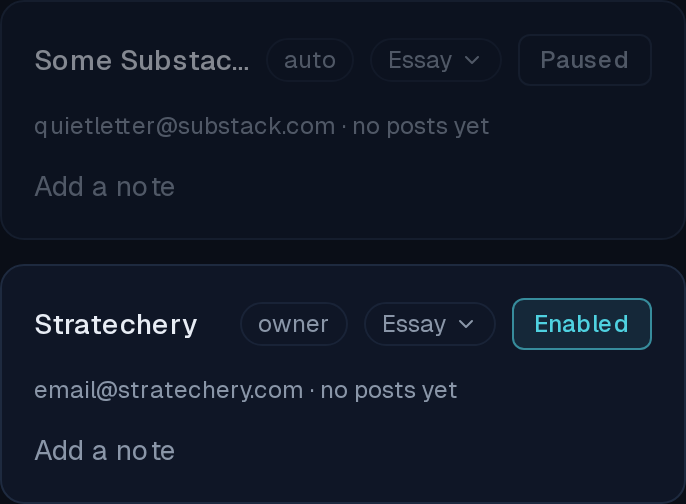 Some Substac... auto Essay Paused
quietletter@substack.com · no posts yet
Add a note
Stratechery owner Essay Enabled
email@stratechery.com · no posts yet
Add a note